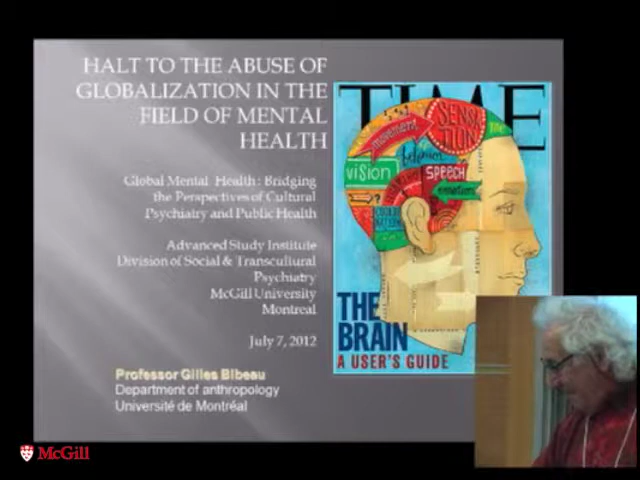 HALT TO THE ABUSE OF
GLOBALIZATION IN THE
FIELD OF MENTAL
HEALTH
Global Mental Health : Bridging
the Perspectives of Cultural
Psychiatry and Public Health
Advanced Study Institute
Division of Social & Transcultural
Psychiatry
McGill University
Montreal
July 7, 2012
Professor Gilles Bibeau
Department of anthropology
Université de Montréal
TIME
movement
SENSA
TION
vision
behavior
SPEECH
emotions
THE
BRAIN
A USER'S GUIDE
McGill